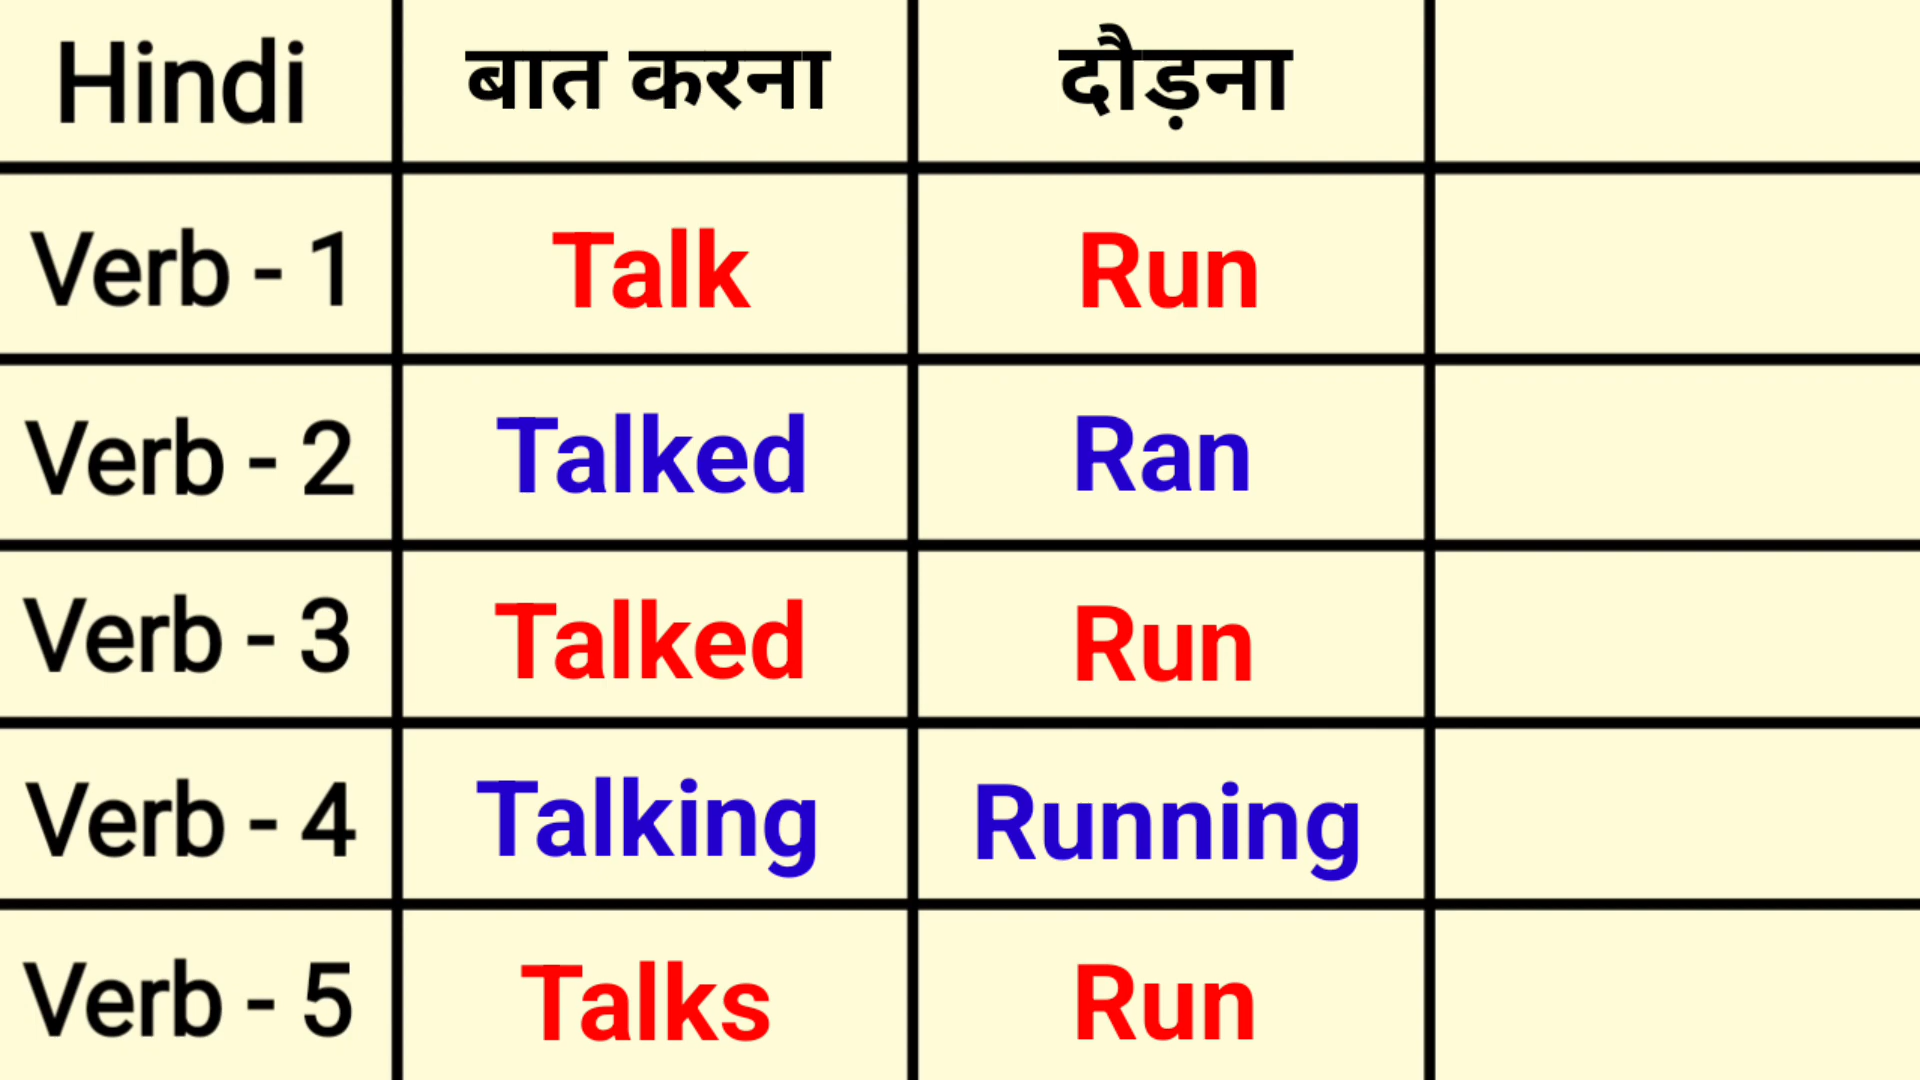 Hindi बात करना दौड़ना
Verb - 1 Talk Run
Verb - 2 Talked Ran
Verb - 3 Talked Run
Verb - 4 Talking Running
Verb - 5 Talks Run